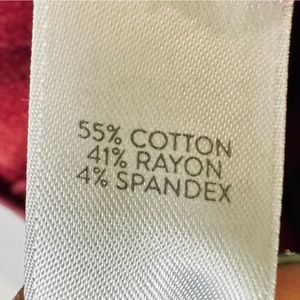 55% COTTON
41% RAYON
4% SPANDEX